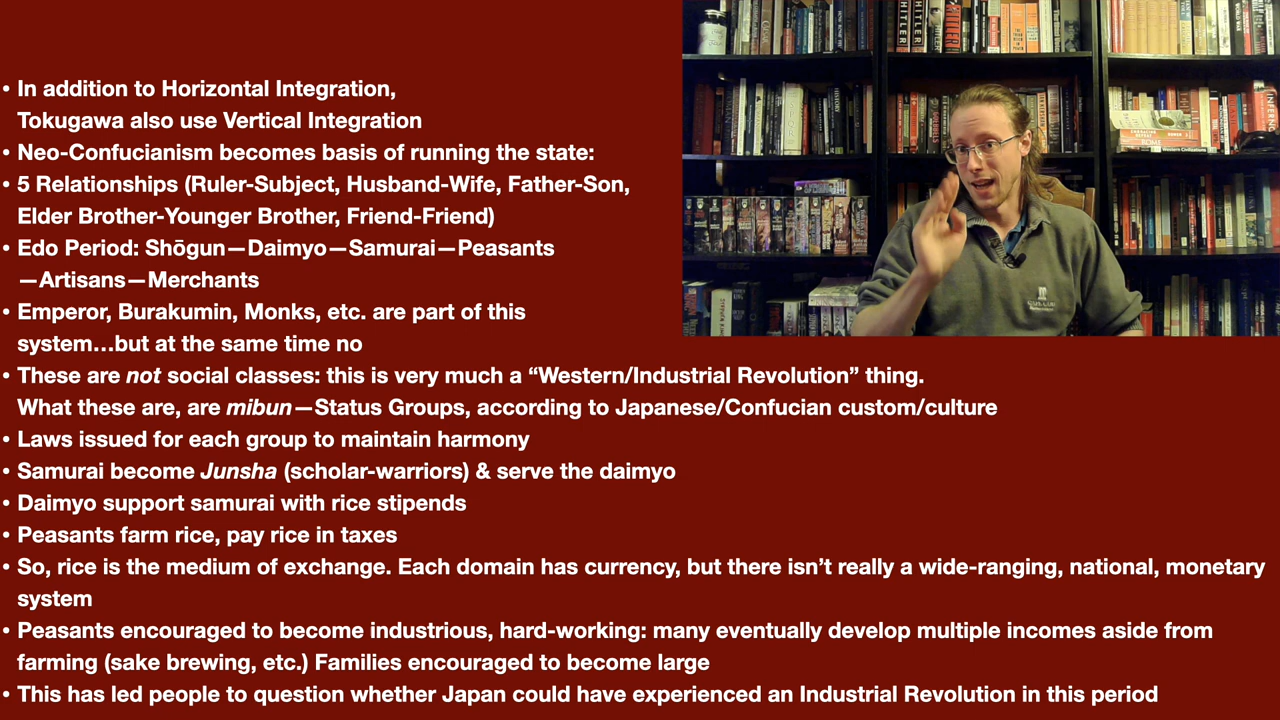 • In addition to Horizontal Integration,
Tokugawa also use Vertical Integration
• Neo-Confucianism becomes basis of running the state:
• 5 Relationships (Ruler-Subject, Husband-Wife, Father-Son,
Elder Brother-Younger Brother, Friend-Friend)
• Edo Period: Shōgun—Daimyo—Samurai—Peasants
—Artisans—Merchants
• Emperor, Burakumin, Monks, etc. are part of this
system…but at the same time no
• These are not social classes: this is very much a “Western/Industrial Revolution” thing.
What these are, are mibun—Status Groups, according to Japanese/Confucian custom/culture
• Laws issued for each group to maintain harmony
• Samurai become Junsha (scholar-warriors) & serve the daimyo
• Daimyo support samurai with rice stipends
• Peasants farm rice, pay rice in taxes
• So, rice is the medium of exchange. Each domain has currency, but there isn’t really a wide-ranging, national, monetary
system
• Peasants encouraged to become industrious, hard-working: many eventually develop multiple incomes aside from
farming (sake brewing, etc.) Families encouraged to become large
• This has led people to question whether Japan could have experienced an Industrial Revolution in this period
HITLER
INFERNO